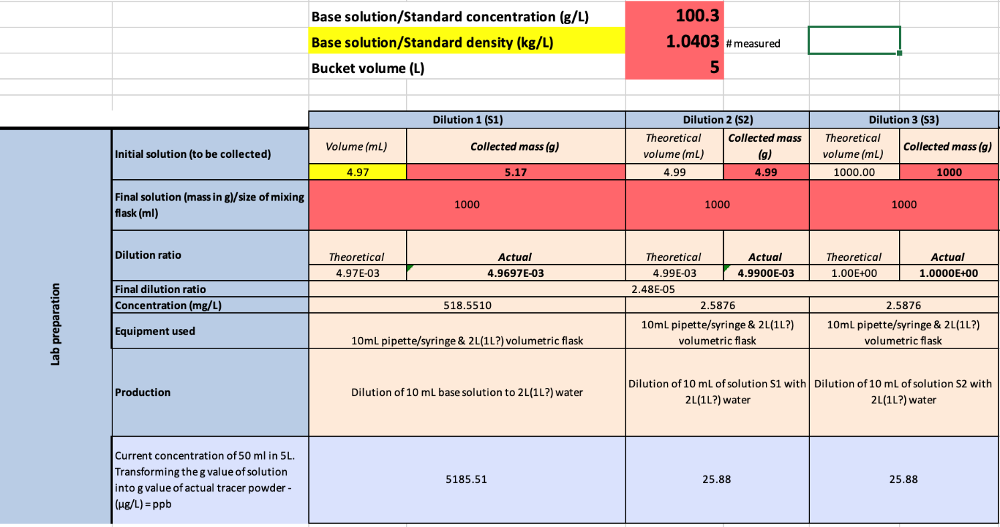 Base solution/Standard concentration (g/L) 100.3
Base solution/Standard density (kg/L) 1.0403 # measured
Bucket volume (L) 5
Dilution 1 (S1) Dilution 2 (S2) Dilution 3 (S3)
Initial solution (to be collected)
Volume (mL) Collected mass (g)
Theoretical
volume (mL)
Collected mass
(g)
Theoretical
volume (mL)
Collected mass (g)
4.97 5.17 4.99 4.99 1000.00 1000
Final solution (mass in g)/size of mixing
flask (ml)
1000 1000 1000
Dilution ratio
Theoretical Actual Theoretical Actual Theoretical Actual
4.97E-03 4.9697E-03 4.99E-03 4.9900E-03 1.00E+00 1.0000E+00
Final dilution ratio 2.48E-05
Concentration (mg/L) 518.5510 2.5876 2.5876
Equipment used
10mL pipette/syringe & 2L(1L?) volumetric flask
10mL pipette/syringe & 2L(1L?)
volumetric flask
10mL pipette/syringe & 2L(1L?)
volumetric flask
Lab preparation
Production
Dilution of 10 mL base solution to 2L(1L?) water
Dilution of 10 mL of solution S1 with
2L(1L?) water
Dilution of 10 mL of solution S2 with
2L(1L?) water
Current concentration of 50 ml in 5L.
Transforming the g value of solution
into g value of actual tracer powder -
(µg/L) = ppb
5185.51 25.88 25.88